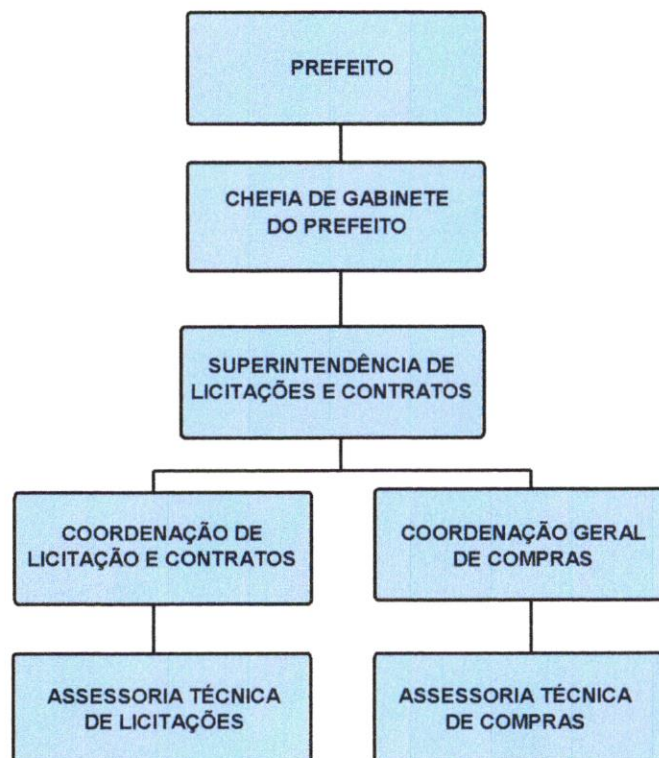 PREFEITO
CHEFIA DE GABINETE
DO PREFEITO
SUPERINTENDÊNCIA DE
LICITAÇÕES E CONTRATOS
COORDENAÇÃO DE
LICITAÇÃO E CONTRATOS
COORDENAÇÃO GERAL
DE COMPRAS
ASSESSORIA TÉCNICA
DE LICITAÇÕES
ASSESSORIA TÉCNICA
DE COMPRAS